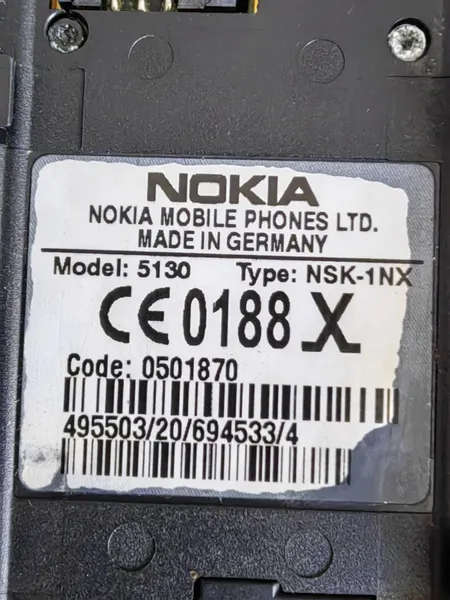 NOKIA
NOKIA MOBILE PHONES LTD.
MADE IN GERMANY
Model: 5130 Type: NSK-1NX
CE 0188 X
Code: 0501870
495503/20/694533/4